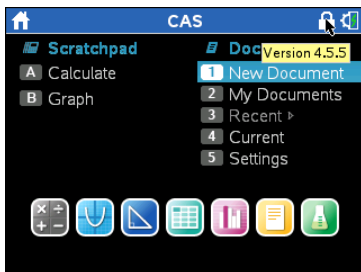 CAS
Scratchpad
A Calculate
B Graph
Doc
Version 4.5.5
1 New Document
2 My Documents
3 Recent ▹
4 Current
5 Settings